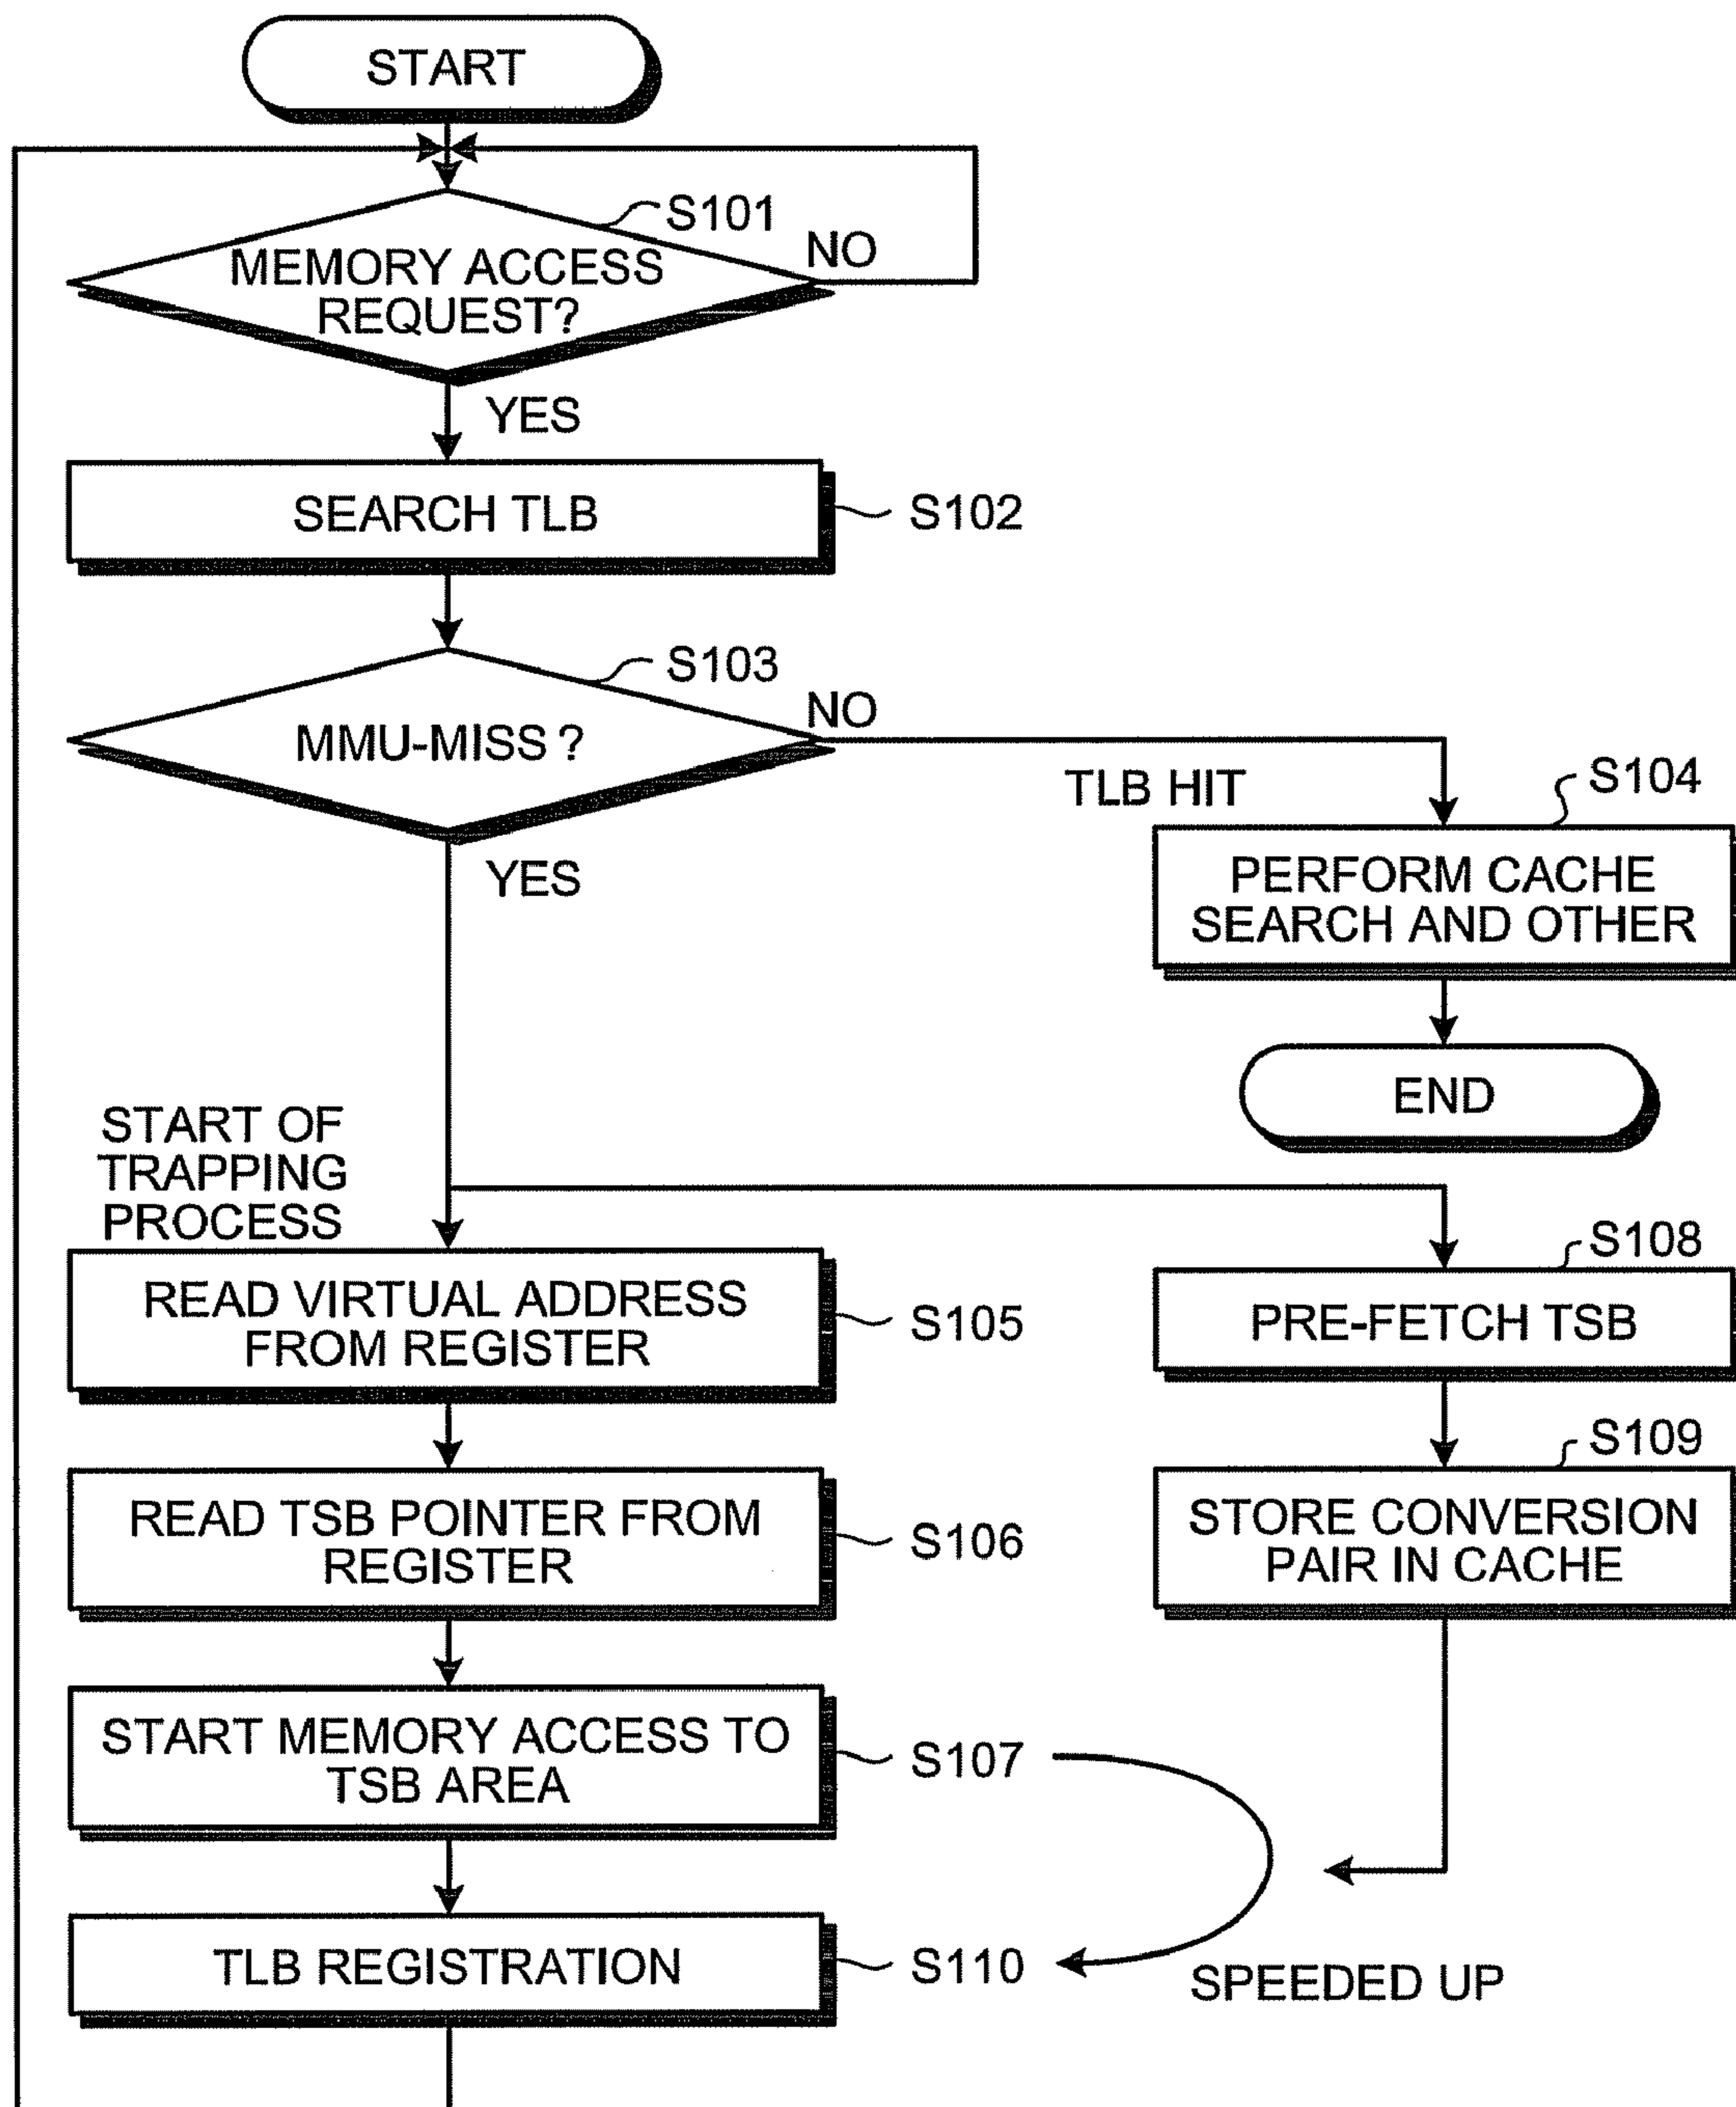 START
S101
MEMORY ACCESS
REQUEST?
NO
YES
SEARCH TLB
S102
S103
MMU-MISS ?
NO
TLB HIT
S104
YES
PERFORM CACHE
SEARCH AND OTHER
END
START OF
TRAPPING
PROCESS
READ VIRTUAL ADDRESS
FROM REGISTER
S105
S108
PRE-FETCH TSB
READ TSB POINTER FROM
REGISTER
S106
S109
STORE CONVERSION
PAIR IN CACHE
START MEMORY ACCESS TO
TSB AREA
S107
TLB REGISTRATION
S110
SPEEDED UP